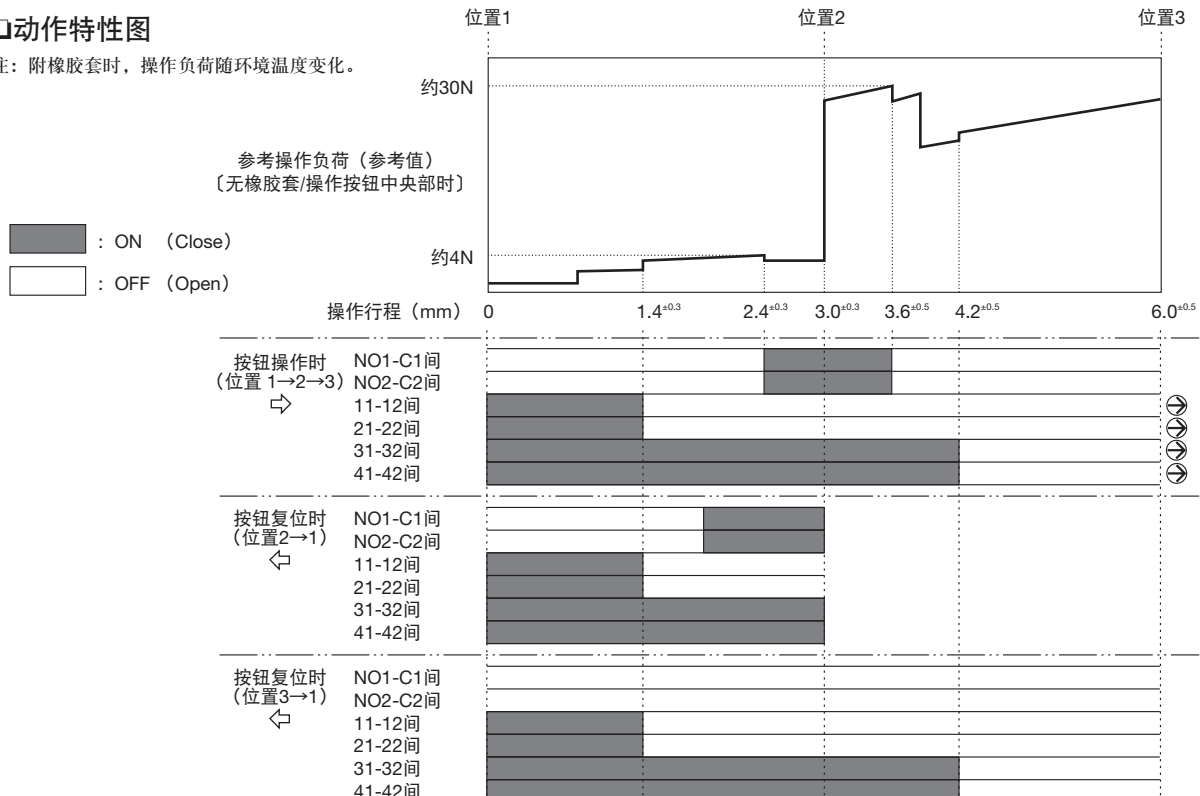 ❏动作特性图
注：附橡胶套时，操作负荷随环境温度变化。
位置1 位置2 位置3
约30N
参考操作负荷（参考值）
〔无橡胶套/操作按钮中央部时〕
约4N
：ON （Close）
：OFF （Open）
操作行程（mm） 0 1.4±0.3 2.4±0.3 3.0±0.3 3.6±0.5 4.2±0.5 6.0±0.5
按钮操作时
（位置 1→2→3）
⇨
NO1-C1间
NO2-C2间
11-12间
21-22间
31-32间
41-42间
按钮复位时
（位置2→1）
⇦
NO1-C1间
NO2-C2间
11-12间
21-22间
31-32间
41-42间
按钮复位时
（位置3→1）
⇦
NO1-C1间
NO2-C2间
11-12间
21-22间
31-32间
41-42间